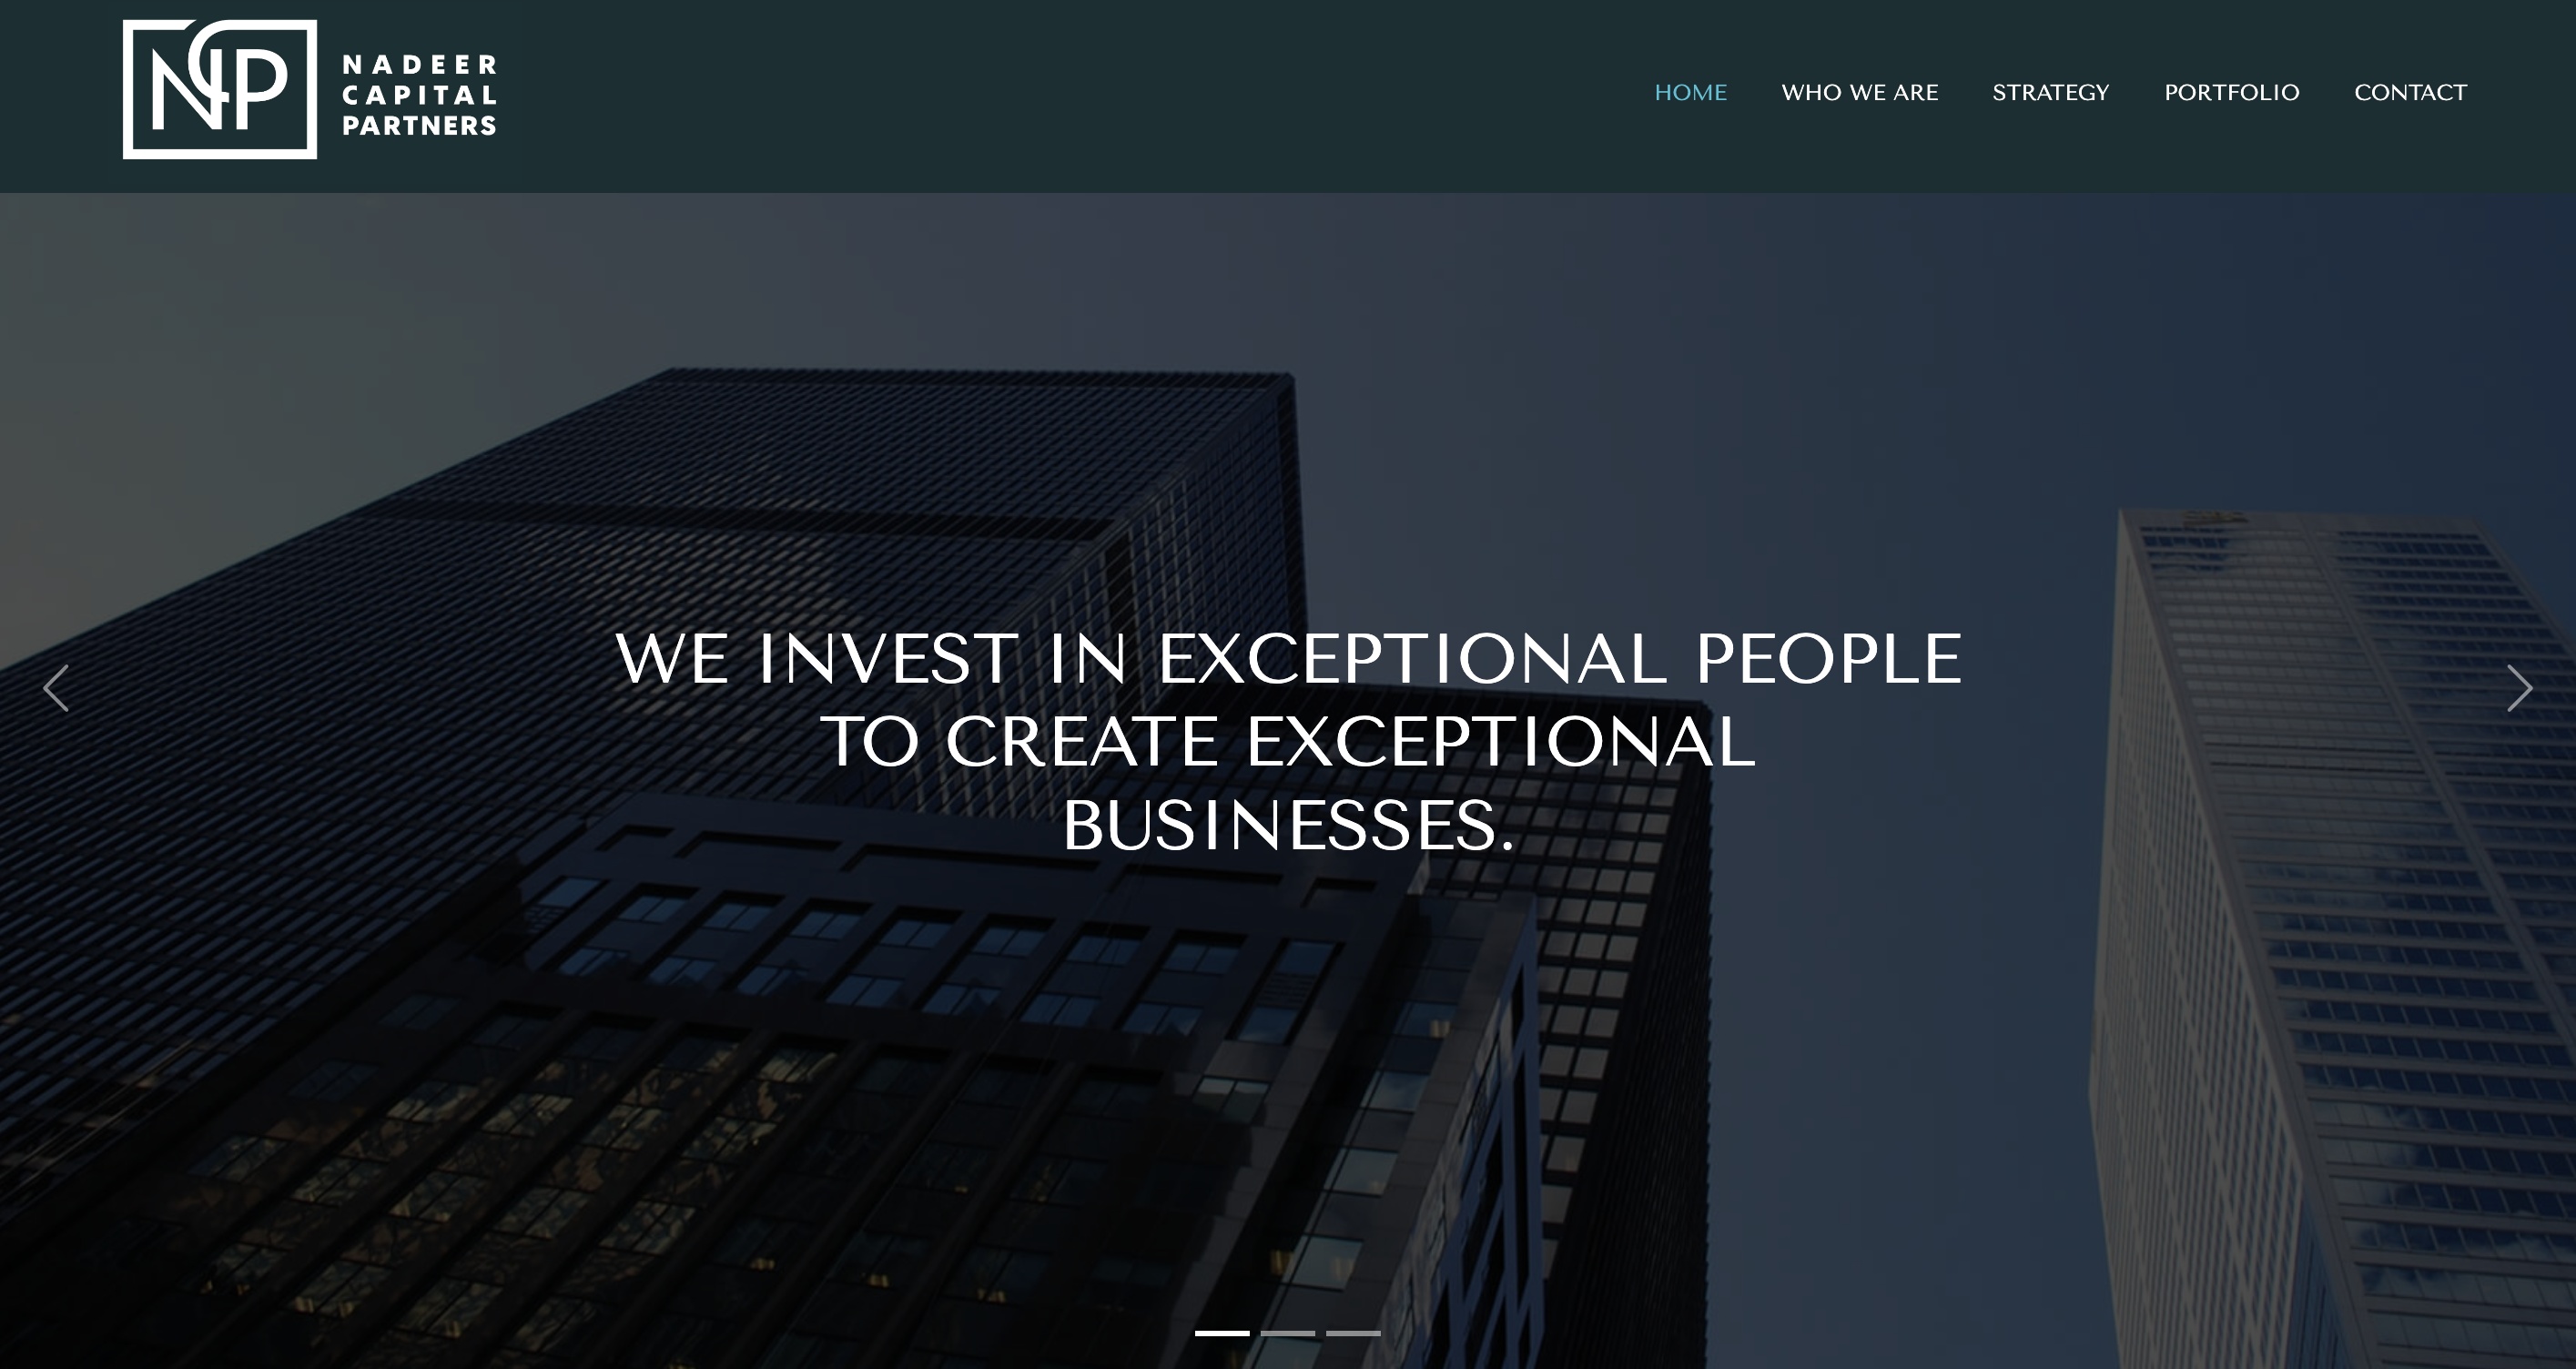 NCP
NADEER
CAPITAL
PARTNERS
HOME WHO WE ARE STRATEGY PORTFOLIO CONTACT
WE INVEST IN EXCEPTIONAL PEOPLE
TO CREATE EXCEPTIONAL
BUSINESSES.